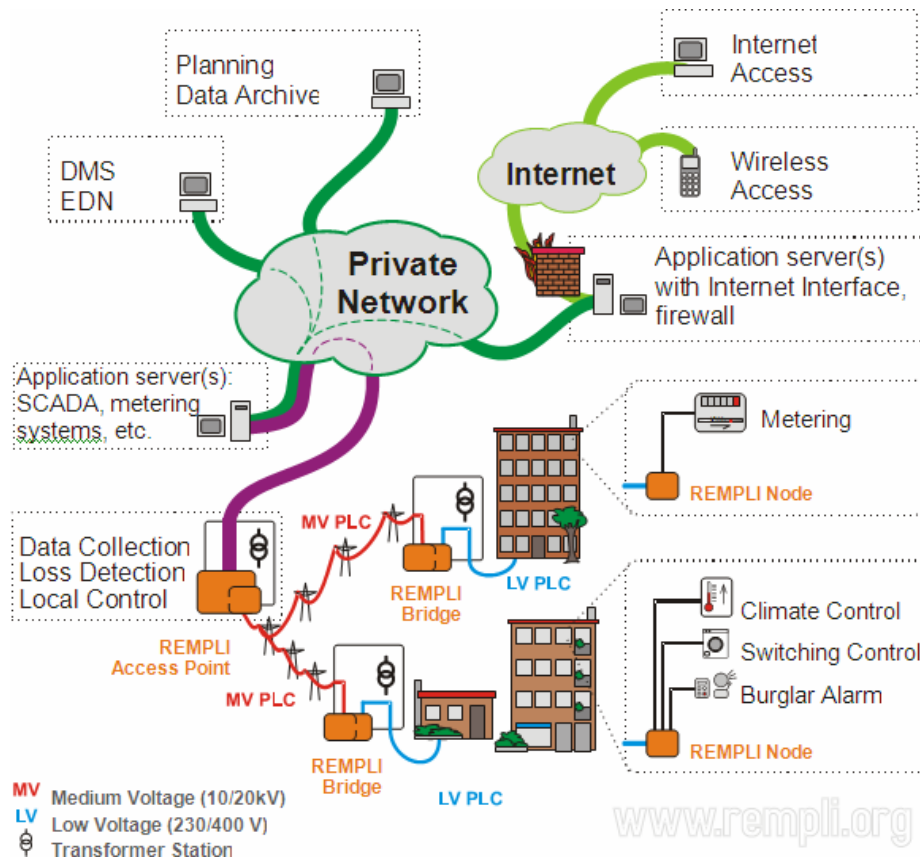 Planning
Data Archive
DMS
EDN
Internet
Access
Internet
Wireless
Access
Private
Network
Application server(s)
with Internet Interface,
firewall
Application server(s):
SCADA, metering
systems, etc.
Metering
REMPLI Node
MV PLC
Data Collection
Loss Detection
Local Control
REMPLI
Bridge
LV PLC
REMPLI
Access Point
Climate Control
Switching Control
Burglar Alarm
REMPLI Node
MV PLC
REMPLI
Bridge
LV PLC
MV Medium Voltage (10/20kV)
LV Low Voltage (230/400 V)
Transformer Station
www.rempli.org